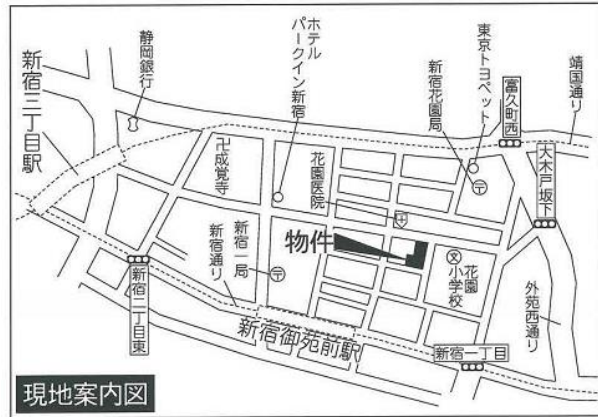 新宿三丁目駅
静岡銀行
ホテル
パークイン新宿
新宿花園局
東京トヨペット
富久町西
靖国通り
大木戸坂下
卍成覚寺
花園医院
物件
文
花園
小学校
新宿一局
新宿通り
外苑西通り
新宿二丁目東
新宿御苑前駅
新宿一丁目
現地案内図